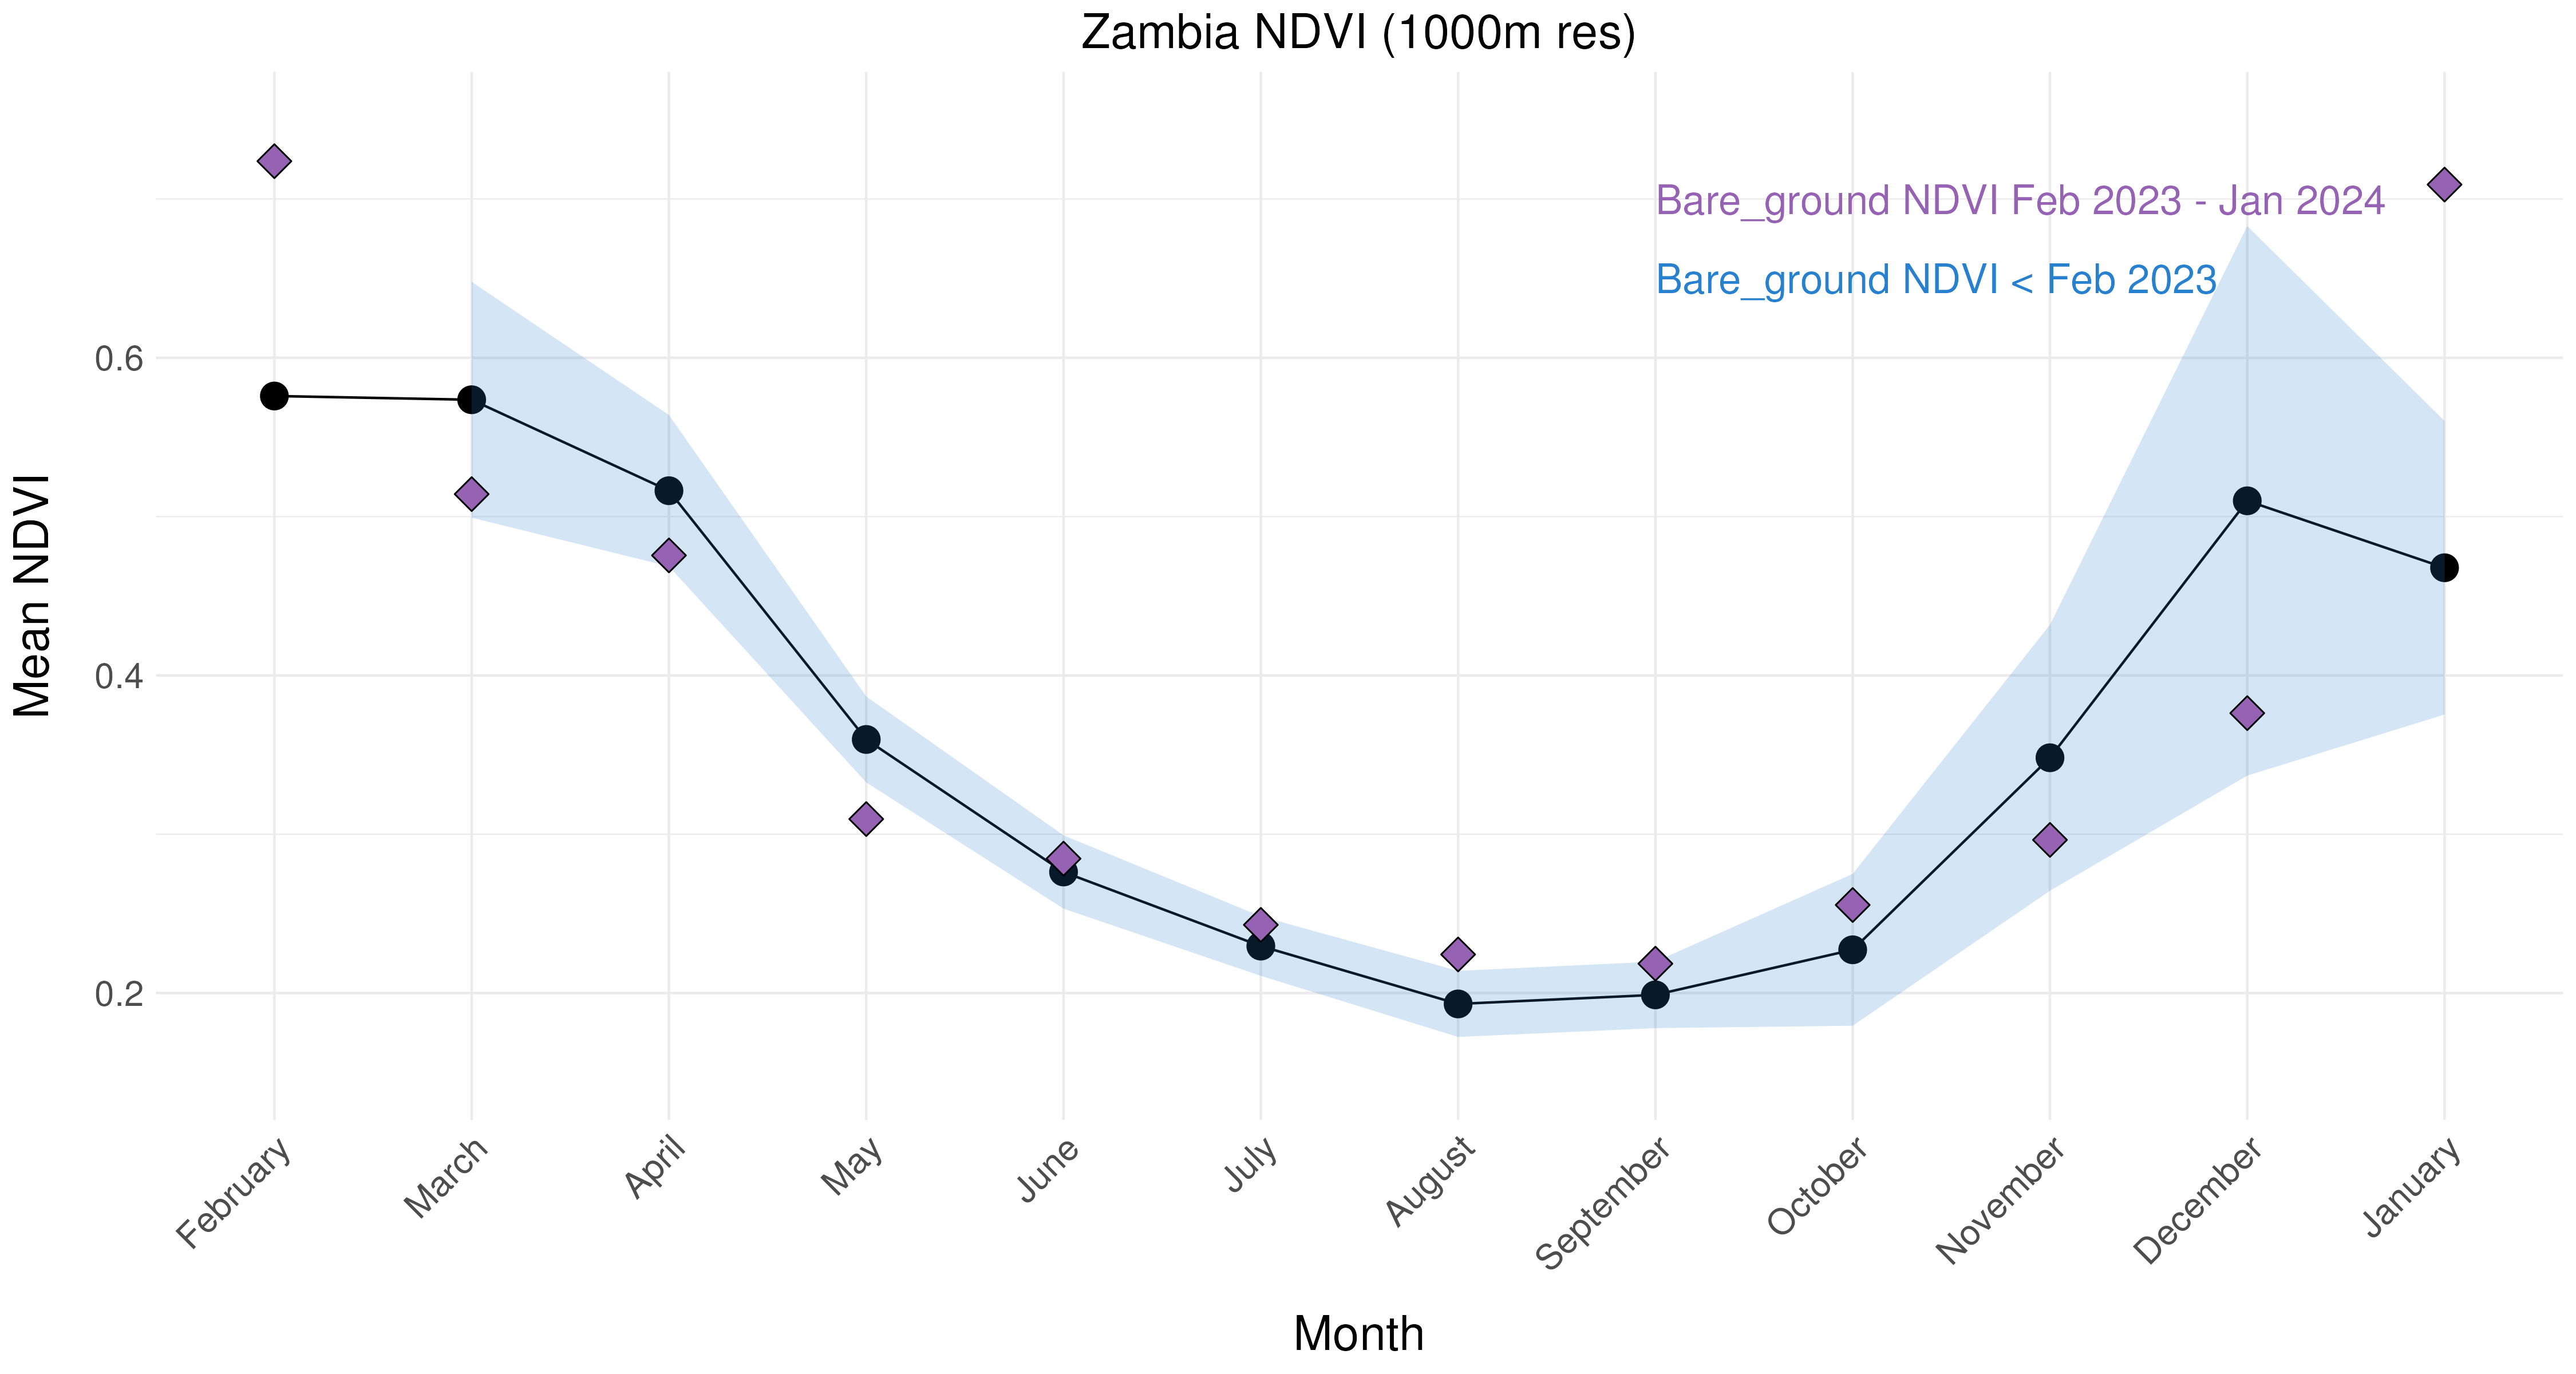 Zambia NDVI (1000m res)
Bare_ground NDVI Feb 2023 - Jan 2024
Bare_ground NDVI < Feb 2023
Mean NDVI
0.6
0.4
0.2
February
March
April
May
June
July
August
September
October
November
December
January
Month